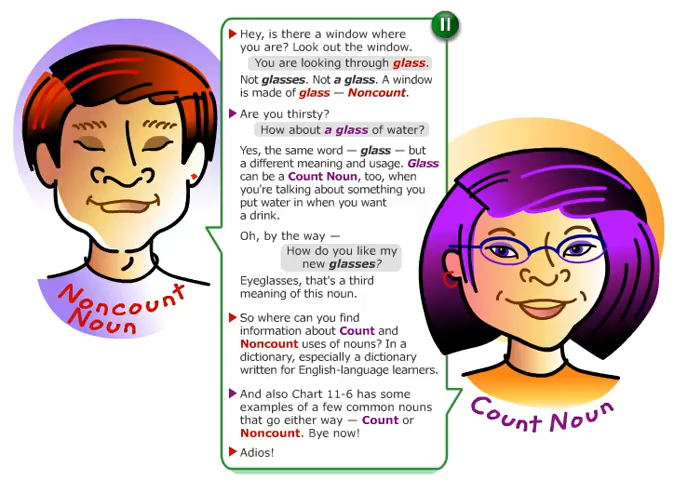 Hey, is there a window where
you are? Look out the window.
You are looking through glass.
Not glasses. Not a glass. A window
is made of glass — Noncount.
Are you thirsty?
How about a glass of water?
Yes, the same word — glass — but
a different meaning and usage. Glass
can be a Count Noun, too, when
you're talking about something you
put water in when you want
a drink.
Oh, by the way —
How do you like my
new glasses?
Eyeglasses, that's a third
meaning of this noun.
So where can you find
information about Count and
Noncount uses of nouns? In a
dictionary, especially a dictionary
written for English-language learners.
And also Chart 11-6 has some
examples of a few common nouns
that go either way — Count or
Noncount. Bye now!
Adios!
Noncount
Noun
Count Noun